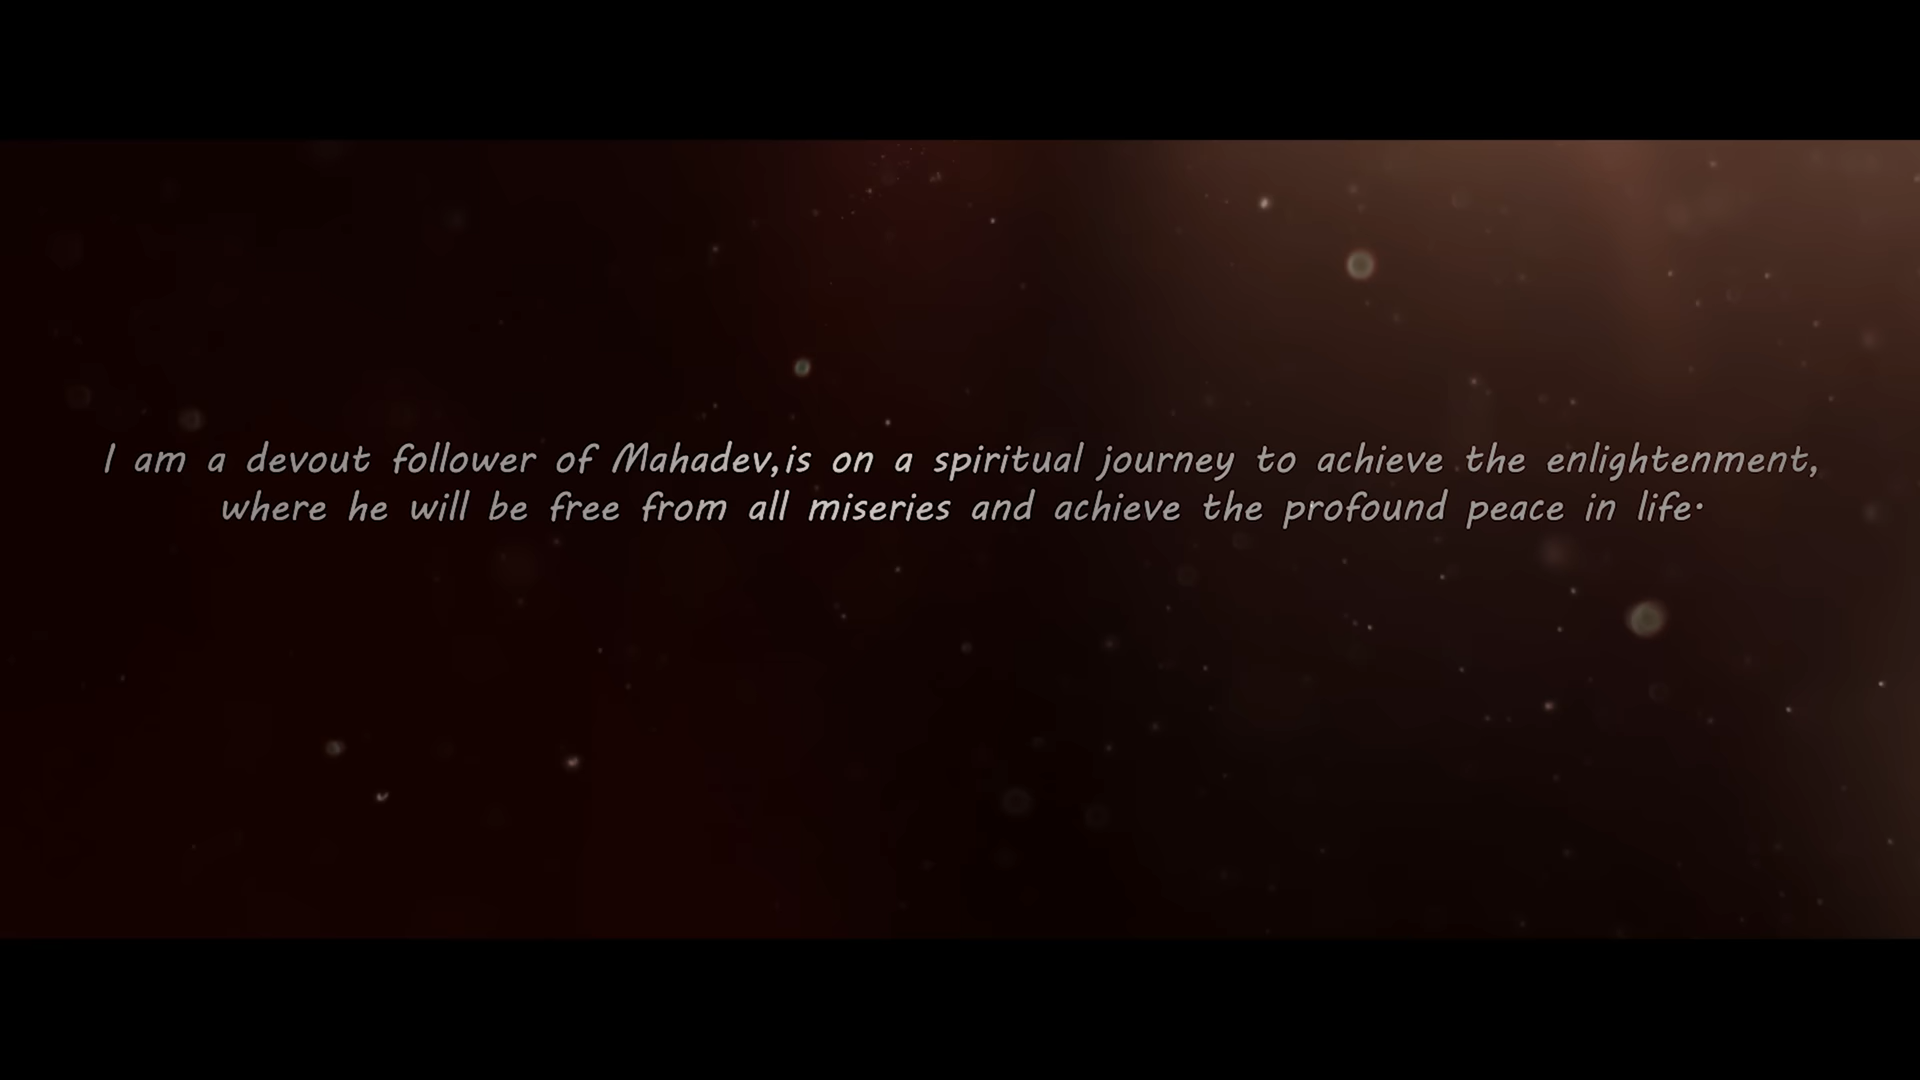 I am a devout follower of Mahadev,is on a spiritual journey to achieve the enlightenment,
where he will be free from all miseries and achieve the profound peace in life.